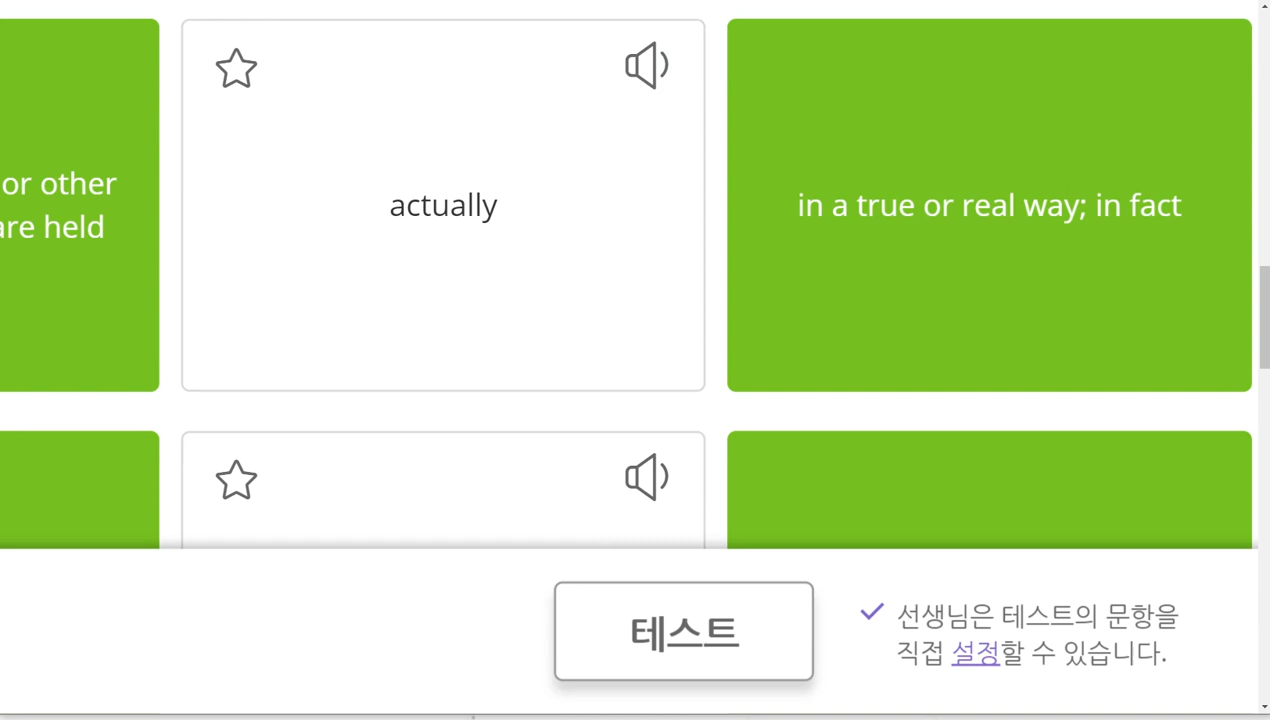 or other
are held
actually
in a true or real way; in fact
테스트
선생님은 테스트의 문항을
직접 설정할 수 있습니다.